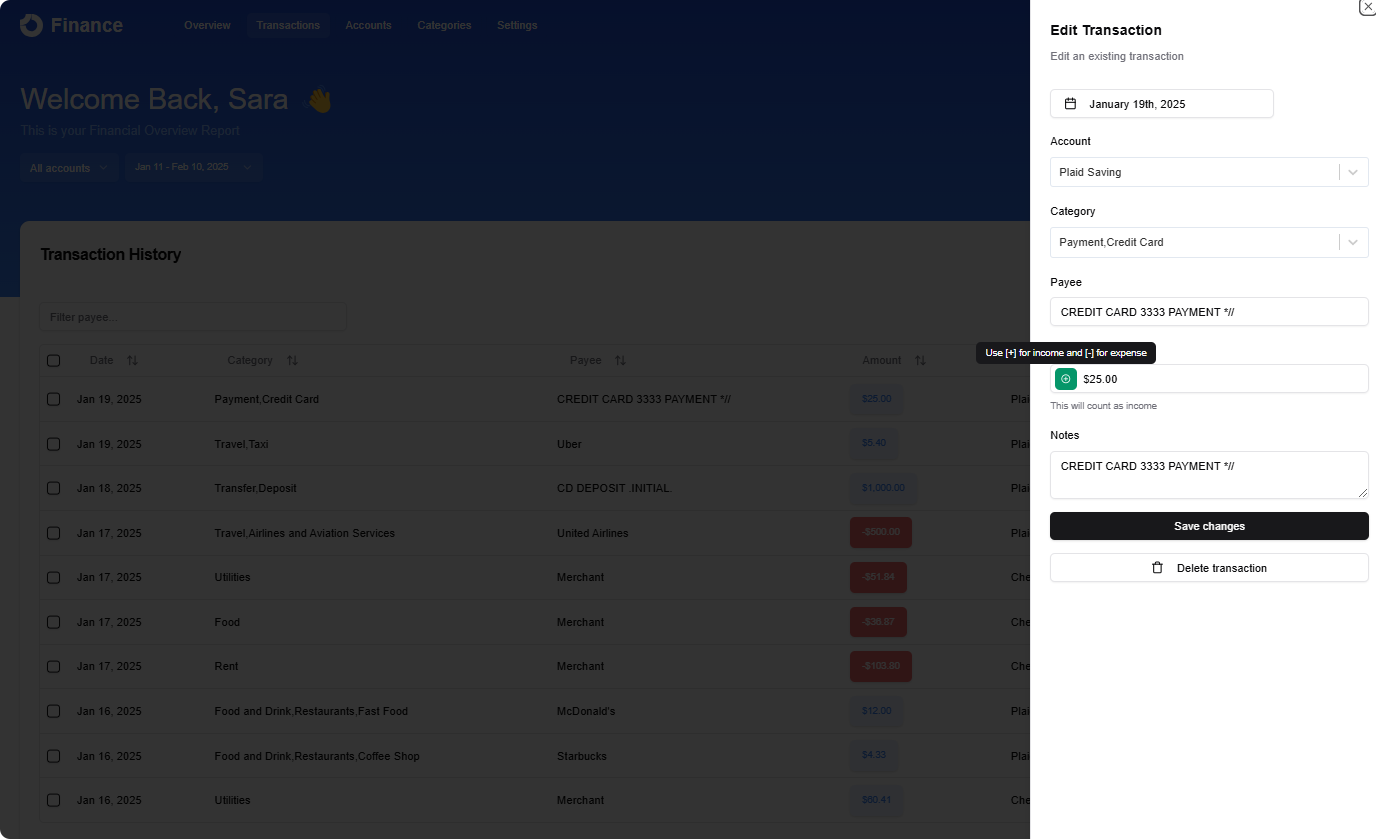 Finance Overview Transactions Accounts Categories Settings
Welcome Back, Sara 👋
This is your Financial Overview Report
All accounts Jan 11 - Feb 10, 2025
Transaction History
Filter payee...
Date Category Payee Amount
Jan 19, 2025 Payment,Credit Card CREDIT CARD 3333 PAYMENT *// $25.00 Plai
Jan 19, 2025 Travel,Taxi Uber $5.40 Plai
Jan 18, 2025 Transfer,Deposit CD DEPOSIT .INITIAL. $1,000.00 Plai
Jan 17, 2025 Travel,Airlines and Aviation Services United Airlines -$500.00 Plai
Jan 17, 2025 Utilities Merchant -$51.84 Che
Jan 17, 2025 Food Merchant -$36.87 Che
Jan 17, 2025 Rent Merchant -$103.80 Che
Jan 16, 2025 Food and Drink,Restaurants,Fast Food McDonald's $12.00 Plai
Jan 16, 2025 Food and Drink,Restaurants,Coffee Shop Starbucks $4.33 Plai
Jan 16, 2025 Utilities Merchant $60.41 Che
Edit Transaction
Edit an existing transaction
January 19th, 2025
Account
Plaid Saving
Category
Payment,Credit Card
Payee
CREDIT CARD 3333 PAYMENT *//
Use [+] for income and [-] for expense
$25.00
This will count as income
Notes
CREDIT CARD 3333 PAYMENT *//
Save changes
Delete transaction